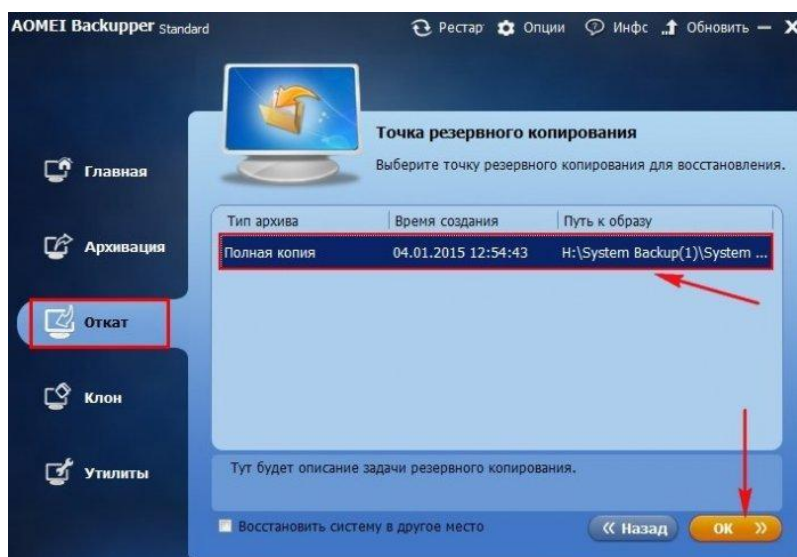 AOMEI Backupper Standard Рестар Опции Инфс Обновить
Точка резервного копирования
Выберите точку резервного копирования для восстановления.
Главная
Архивация
Откат
Клон
Утилиты
Тип архива Время создания Путь к образу
Полная копия 04.01.2015 12:54:43 H:\System Backup(1)\System ...
Тут будет описание задачи резервного копирования.
Восстановить систему в другое место
« Назад
ОК »